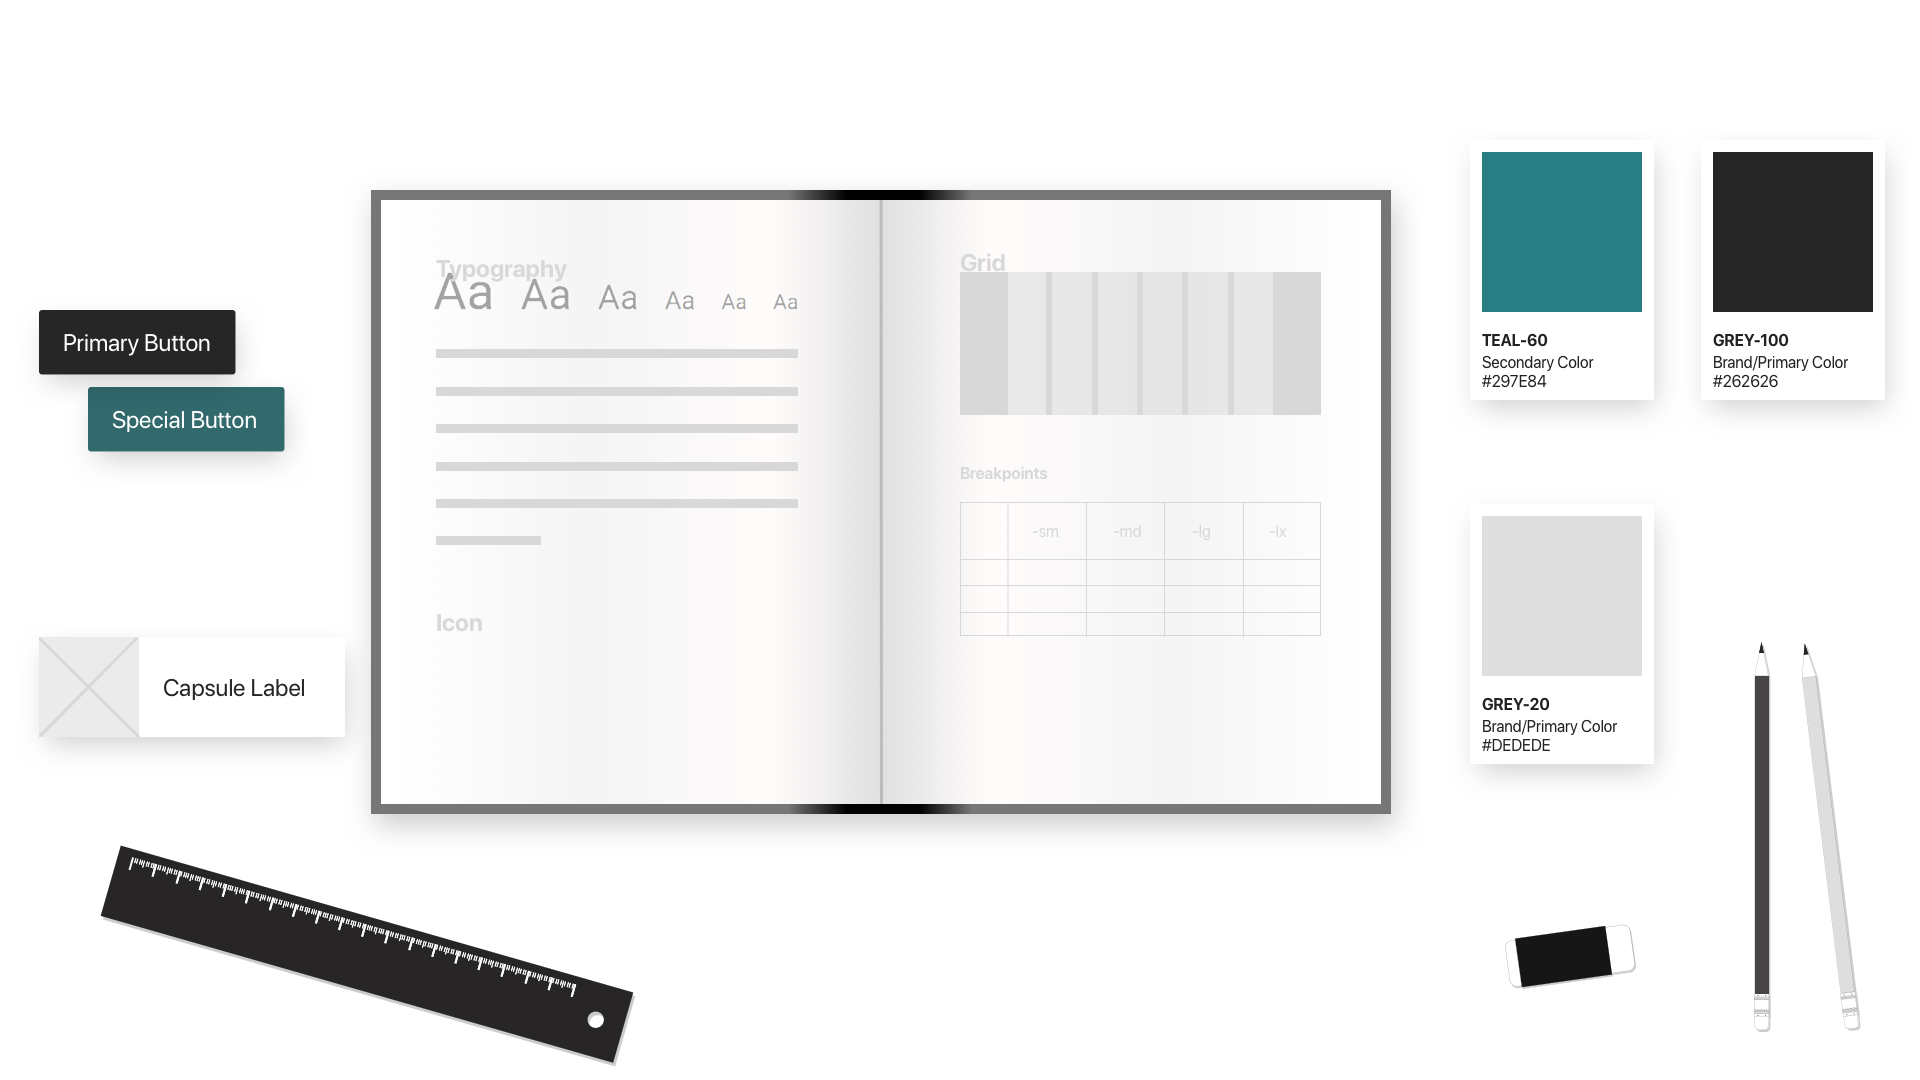 Primary Button
Special Button
Capsule Label
Typography
Aa Aa Aa Aa Aa Aa
Icon
Grid
Breakpoints
-sm -md -lg -lx
TEAL-60
Secondary Color
#297E84
GREY-100
Brand/Primary Color
#262626
GREY-20
Brand/Primary Color
#DEDEDE